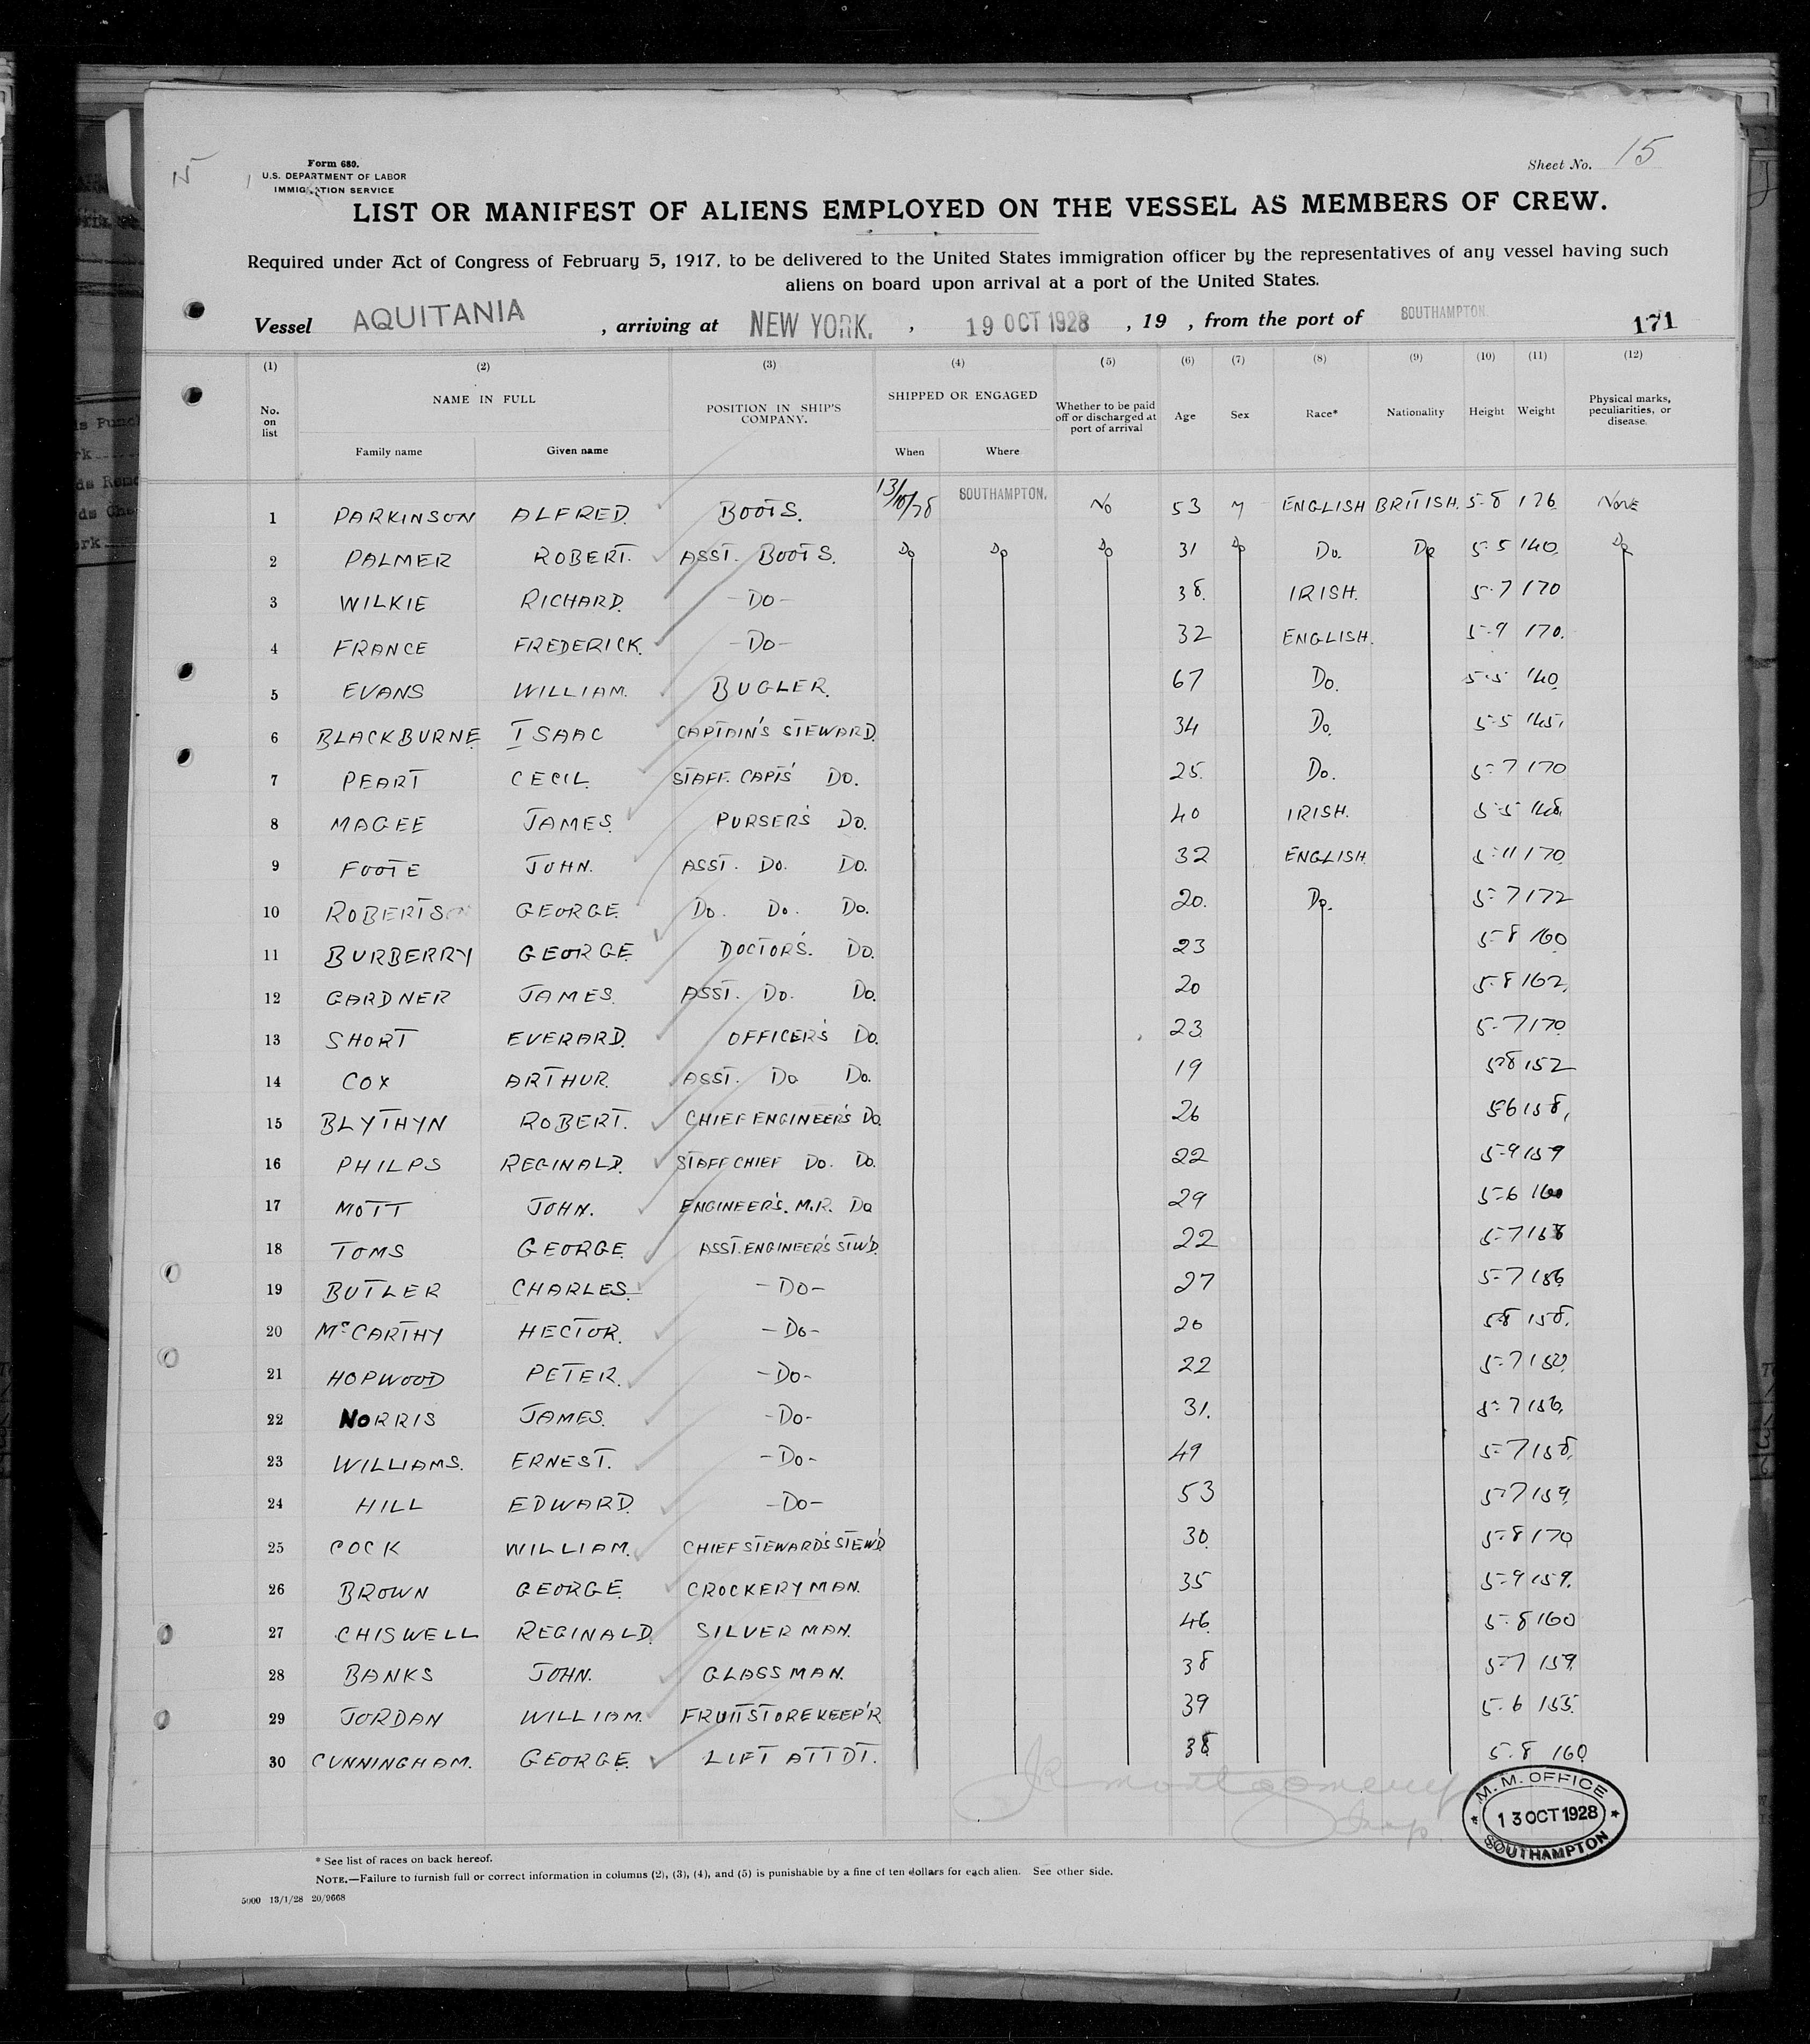 Form 689.
U.S. DEPARTMENT OF LABOR
IMMIGRATION SERVICE
Sheet No. 15
LIST OR MANIFEST OF ALIENS EMPLOYED ON THE VESSEL AS MEMBERS OF CREW.
Required under Act of Congress of February 5, 1917, to be delivered to the United States immigration officer by the representatives of any vessel having such
aliens on board upon arrival at a port of the United States.
Vessel AQUITANIA , arriving at NEW YORK. , 19 OCT 1928 , 19 , from the port of SOUTHAMPTON 171
(1) (2) (3) (4) (5) (6) (7) (8) (9) (10) (11) (12)
No. on list NAME IN FULL Family name Given name POSITION IN SHIP'S COMPANY. SHIPPED OR ENGAGED When Where Whether to be paid off or discharged at port of arrival Age Sex Race* Nationality Height Weight Physical marks, peculiarities, or disease.
1 PARKINSON ALFRED. BOOTS. 13/10/28 SOUTHAMPTON. No 53 M ENGLISH BRITISH. 5-8 176 NONE
2 PALMER ROBERT. ASST. BOOTS. Do Do Do 31 Do Do. Do 5-5 140 Do
3 WILKIE RICHARD. -DO- 38. IRISH. 5-7 170
4 FRANCE FREDERICK. -DO- 32 ENGLISH. 5-9 170.
5 EVANS WILLIAM. BUGLER. 67 Do. 5-5 140
6 BLACKBURNE ISAAC CAPTAIN'S STEWARD. 34 Do. 5-5 145.
7 PEART CECIL. STAFF. CAPTS' DO. 25. Do. 5-7 170
8 MAGEE JAMES. PURSER'S DO. 40 IRISH. 5-5 148.
9 FOOTE JOHN. ASST. DO. DO. 32 ENGLISH. 5-11 170
10 ROBERTS GEORGE. DO. DO. DO. 20. Do. 5-7 172
11 BURBERRY GEORGE DOCTOR'S. DO. 23 5-8 160
12 GARDNER JAMES. ASST. DO. DO. 20 5-8 162.
13 SHORT EVERARD. OFFICER'S DO. 23 5-7 170
14 COX ARTHUR. ASST. DO DO. 19 5-8 152
15 BLYTHYN ROBERT. CHIEF ENGINEER'S DO. 26 5-6 158.
16 PHILPS REGINALD. STAFF CHIEF DO. DO. 22 5-9 159
17 MOTT JOHN. ENGINEER'S. M.R. DO 29 5-6 160
18 TOMS GEORGE. ASST. ENGINEER'S STW'D. 22 5-7
19 BUTLER CHARLES. -DO- 27 5-7 156
20 McCARTHY HECTOR. -DO- 20 5-8 158.
21 HOPWOOD PETER. -DO- 22 5-7 150
22 NORRIS JAMES. -DO- 31. 5-7 156.
23 WILLIAMS. ERNEST. -DO- 49 5-7 158.
24 HILL EDWARD. -DO- 53 5-7 159
25 COCK WILLIAM. CHIEF STEWARD'S STEW'D 30. 5-8 170
26 BROWN GEORGE. CROCKERYMAN. 35 5-9 159.
27 CHISWELL REGINALD. SILVER MAN. 46. 5-8 160
28 BANKS JOHN. GLASS MAN. 38 5-7 159
29 JORDAN WILLIAM. FRUIT STOREKEEP'R 39 5-6 155.
30 CUNNINGHAM. GEORGE. LIFT ATTDT. 38 5-8 160
M. M. OFFICE
13 OCT 1928
SOUTHAMPTON
* See list of races on back hereof.
NOTE.—Failure to furnish full or correct information in columns (2), (3), (4), and (5) is punishable by a fine of ten dollars for each alien. See other side.
5000 13/1/28 20/9668